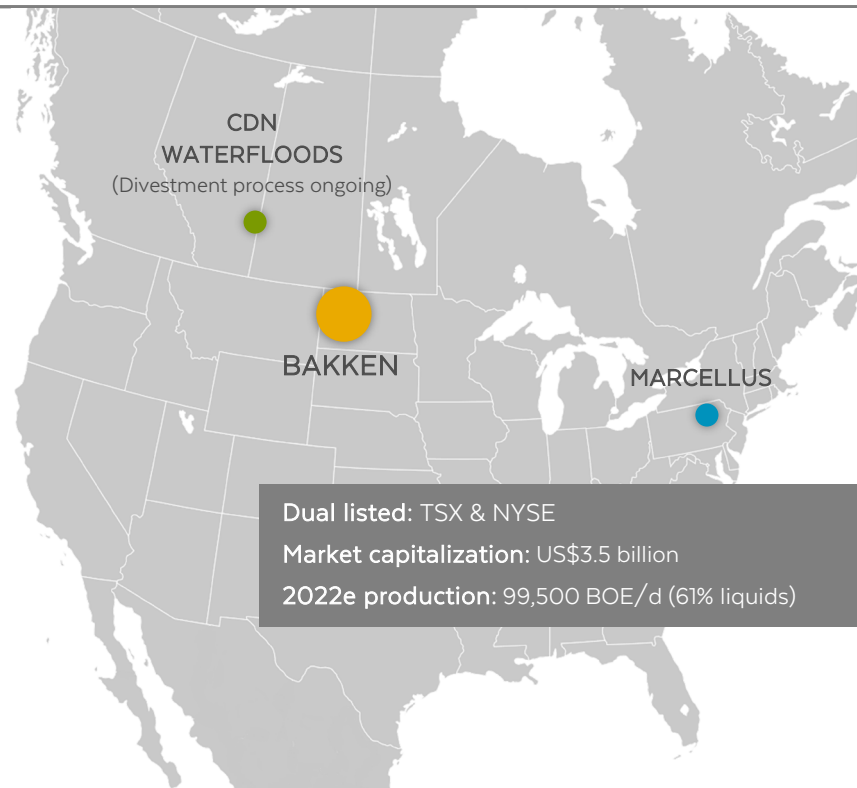 CDN
WATERFLOODS
(Divestment process ongoing)
BAKKEN
MARCELLUS
Dual listed: TSX & NYSE
Market capitalization: US$3.5 billion
2022e production: 99,500 BOE/d (61% liquids)